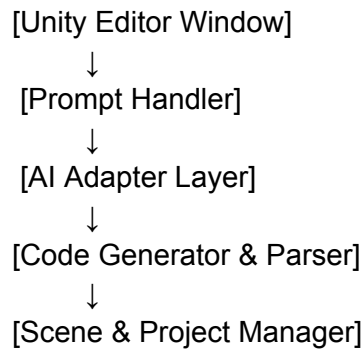 [Unity Editor Window]
↓
[Prompt Handler]
↓
[AI Adapter Layer]
↓
[Code Generator & Parser]
↓
[Scene & Project Manager]